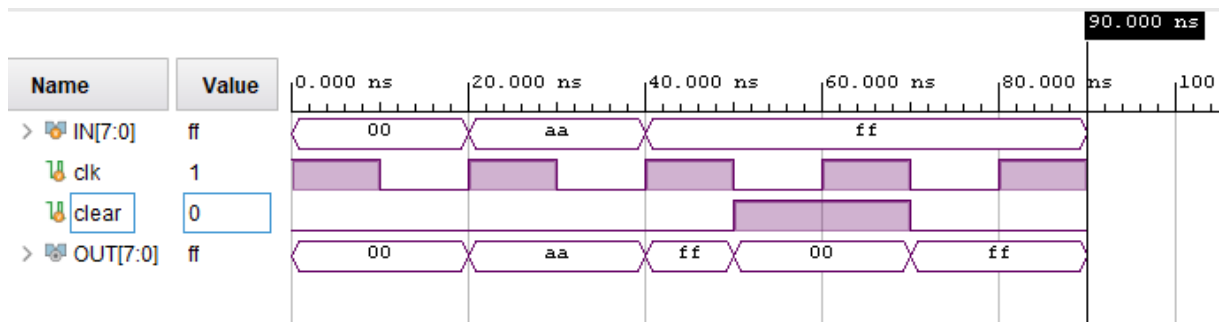 90.000 ns
Name Value 0.000 ns 20.000 ns 40.000 ns 60.000 ns 80.000 ns 100
> IN[7:0] ff 00 aa ff
clk 1
clear 0
> OUT[7:0] ff 00 aa ff 00 ff